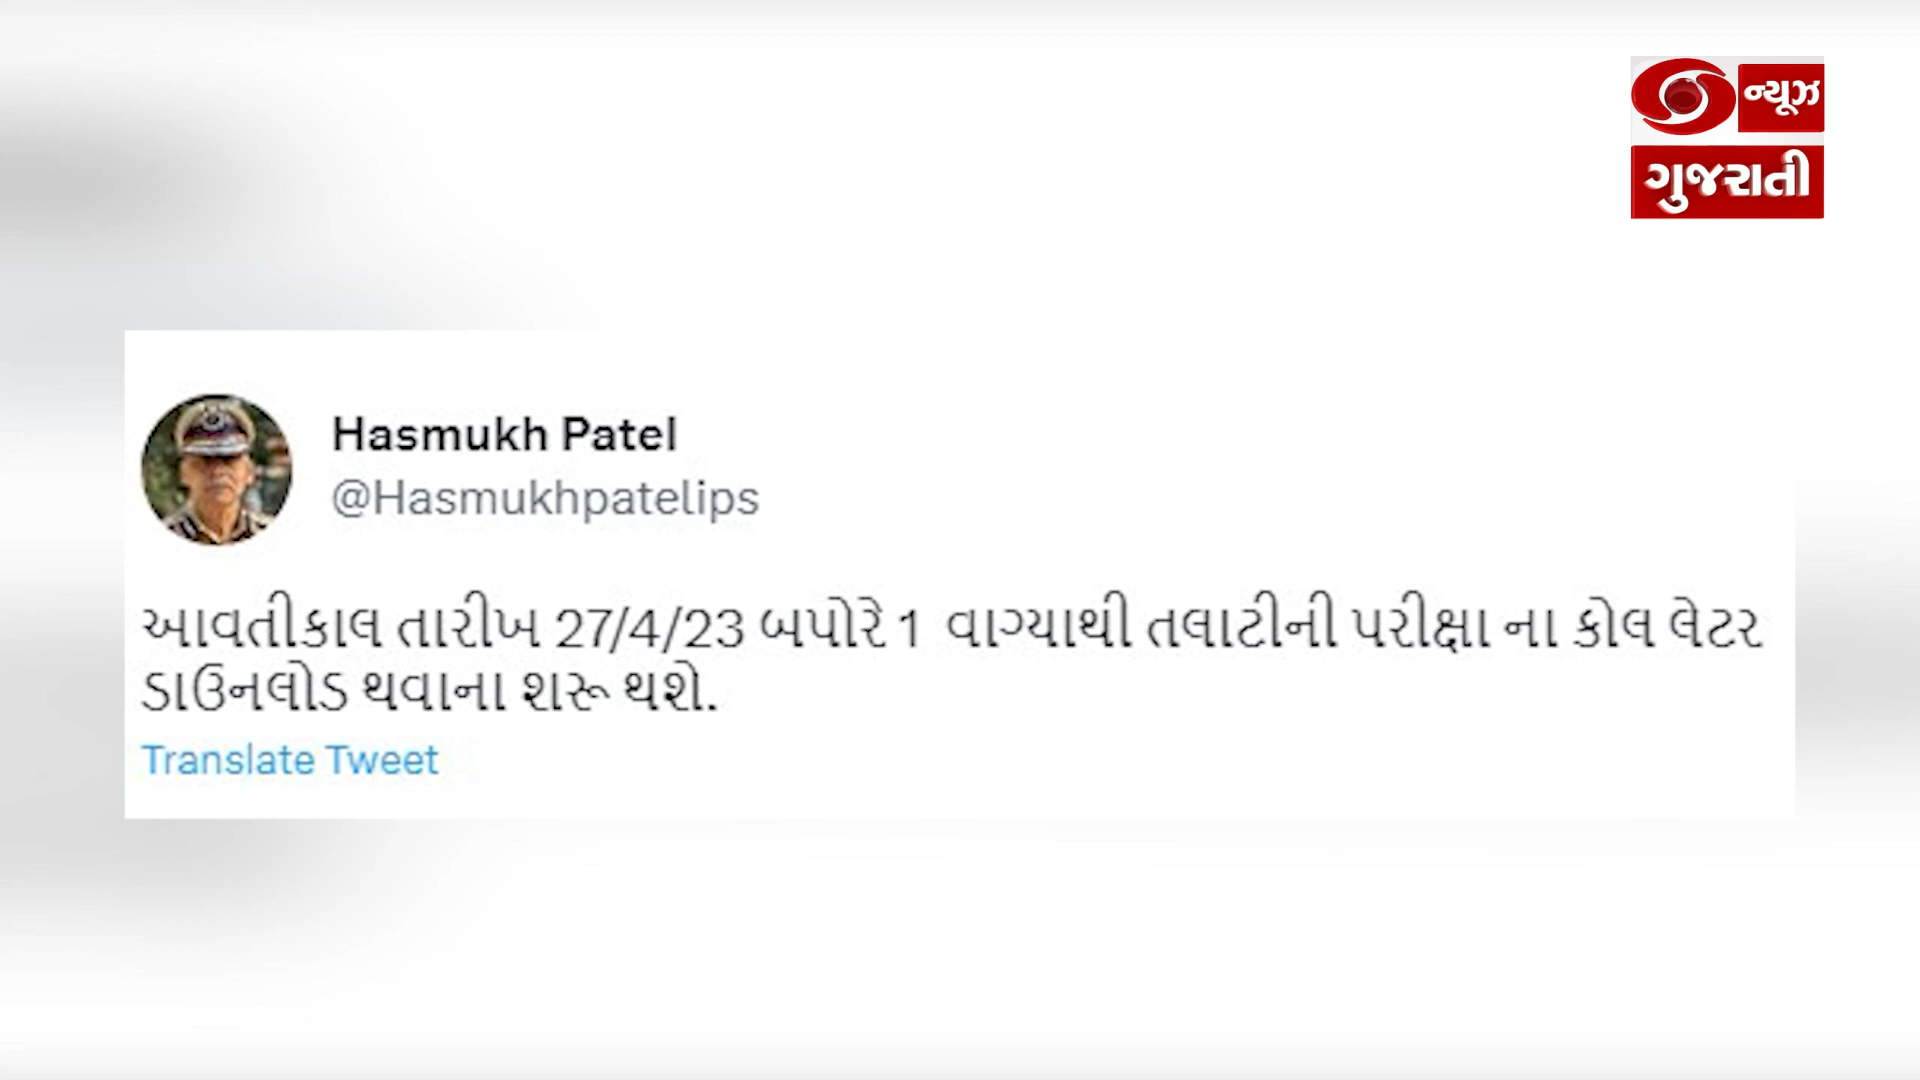 ન્યૂઝ
ગુજરાતી
Hasmukh Patel
@Hasmukhpatelips
આવતીકાલ તારીખ 27/4/23 બપોરે 1 વાગ્યાથી તલાટીની પરીક્ષા ના કોલ લેટર
ડાઉનલોડ થવાના શરૂ થશે.
Translate Tweet